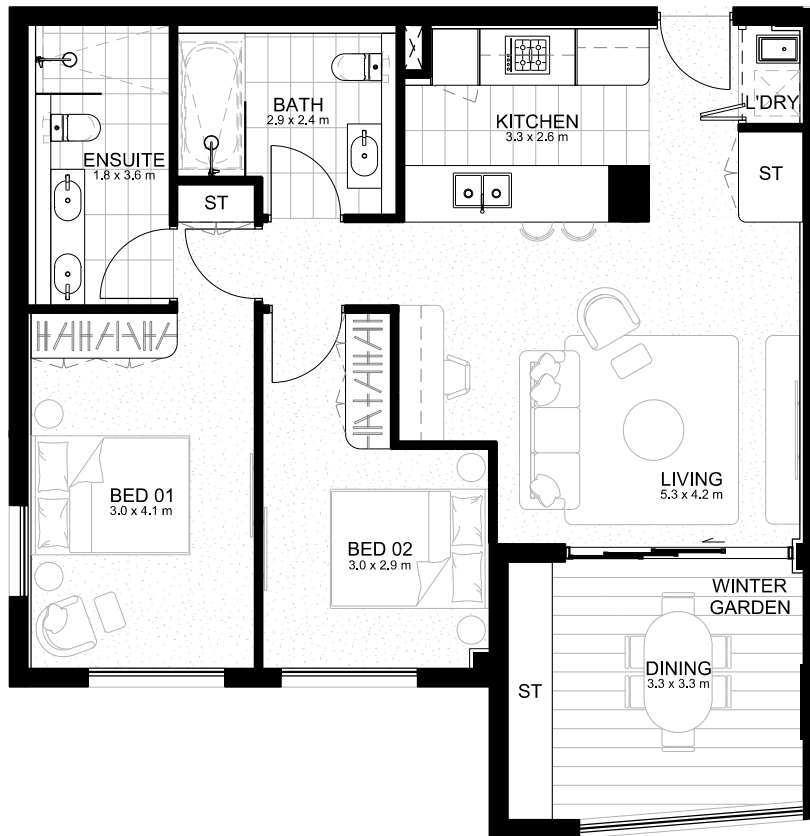 BATH
2.9 x 2.4 m
ENSUITE
1.8 x 3.6 m
KITCHEN
3.3 x 2.6 m
L'DRY
ST
ST
LIVING
5.3 x 4.2 m
BED 01
3.0 x 4.1 m
BED 02
3.0 x 2.9 m
WINTER
GARDEN
DINING
3.3 x 3.3 m
ST